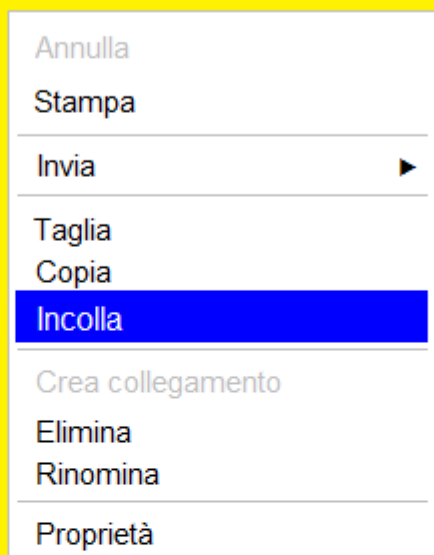 Annulla
Stampa
Invia
Taglia
Copia
Incolla
Crea collegamento
Elimina
Rinomina
Proprietà